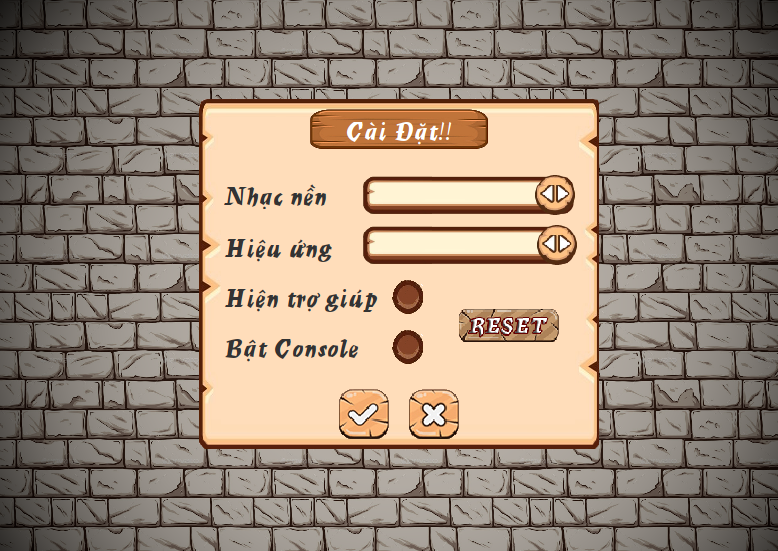 Cài Đặt!!
Nhạc nền
Hiệu ứng
Hiện trợ giúp
RESET
Bật Console